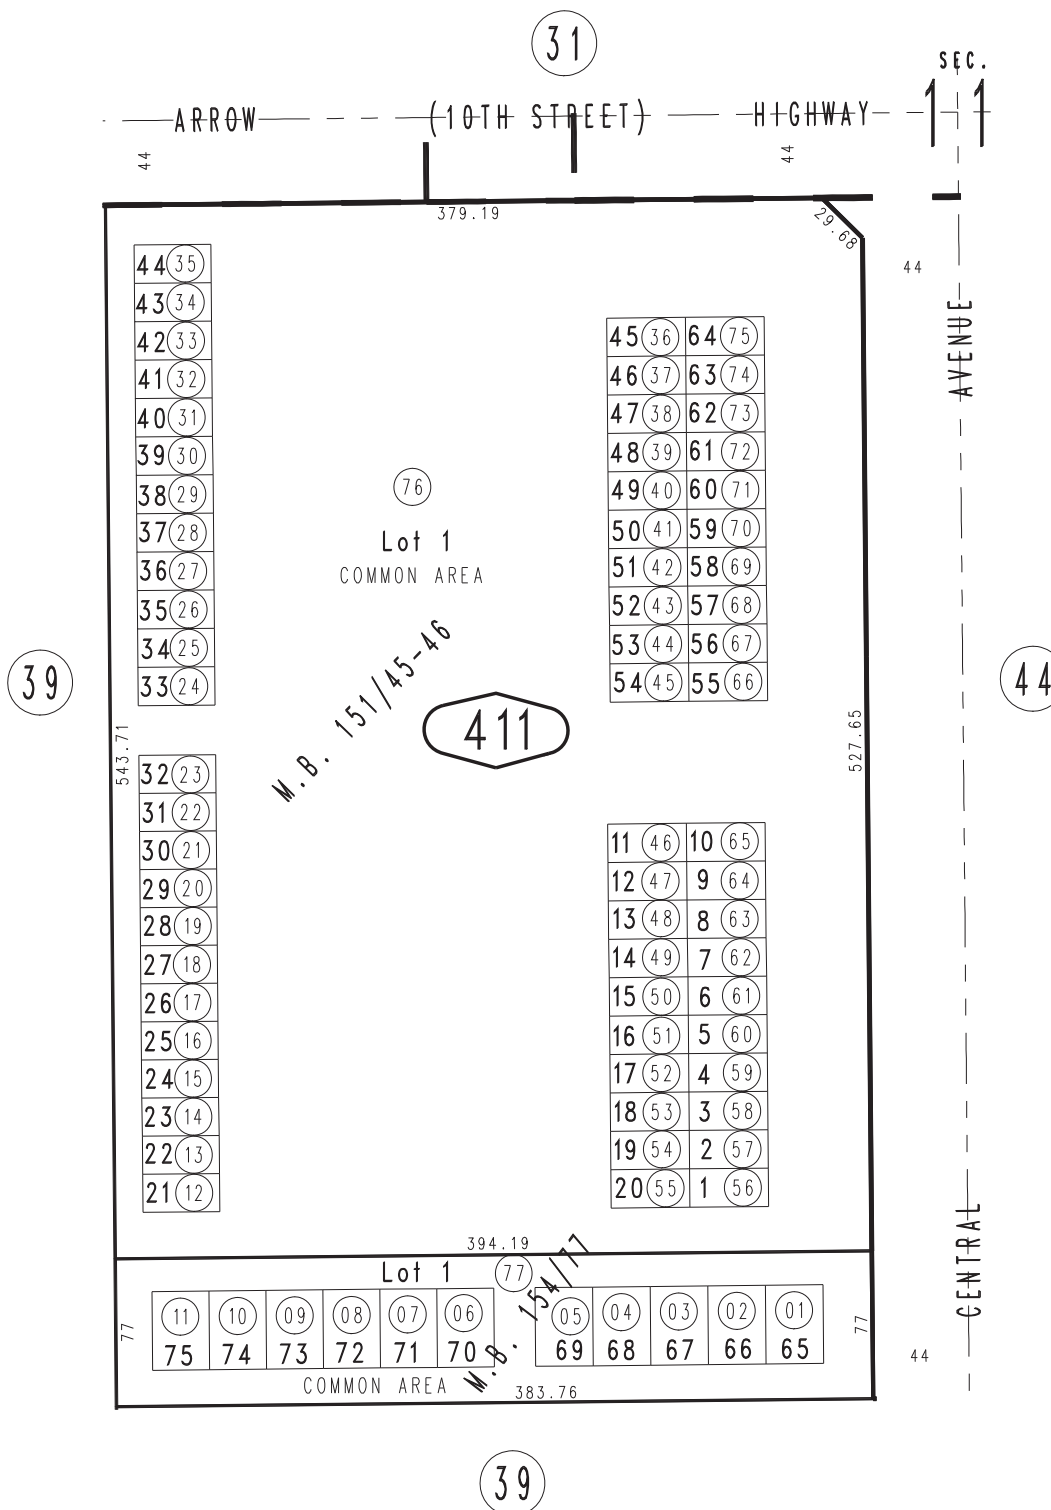 31
SEC.
11
ARROW (10TH STREET) HIGHWAY
44
44
379.19
29.68
44
AVENUE
44 35
43 34
42 33
41 32
40 31
39 30
38 29
37 28
36 27
35 26
34 25
33 24
45 36 64 75
46 37 63 74
47 38 62 73
48 39 61 72
49 40 60 71
50 41 59 70
51 42 58 69
52 43 57 68
53 44 56 67
54 45 55 66
76
Lot 1
COMMON AREA
M.B. 151/45-46
39
44
411
543.71
527.65
32 23
31 22
30 21
29 20
28 19
27 18
26 17
25 16
24 15
23 14
22 13
21 12
11 46 10 65
12 47 9 64
13 48 8 63
14 49 7 62
15 50 6 61
16 51 5 60
17 52 4 59
18 53 3 58
19 54 2 57
20 55 1 56
CENTRAL
394.19
Lot 1
77
M.B. 154/77
77
11 10 09 08 07 06 05 04 03 02 01
75 74 73 72 71 70 69 68 67 66 65
77
44
COMMON AREA
383.76
39